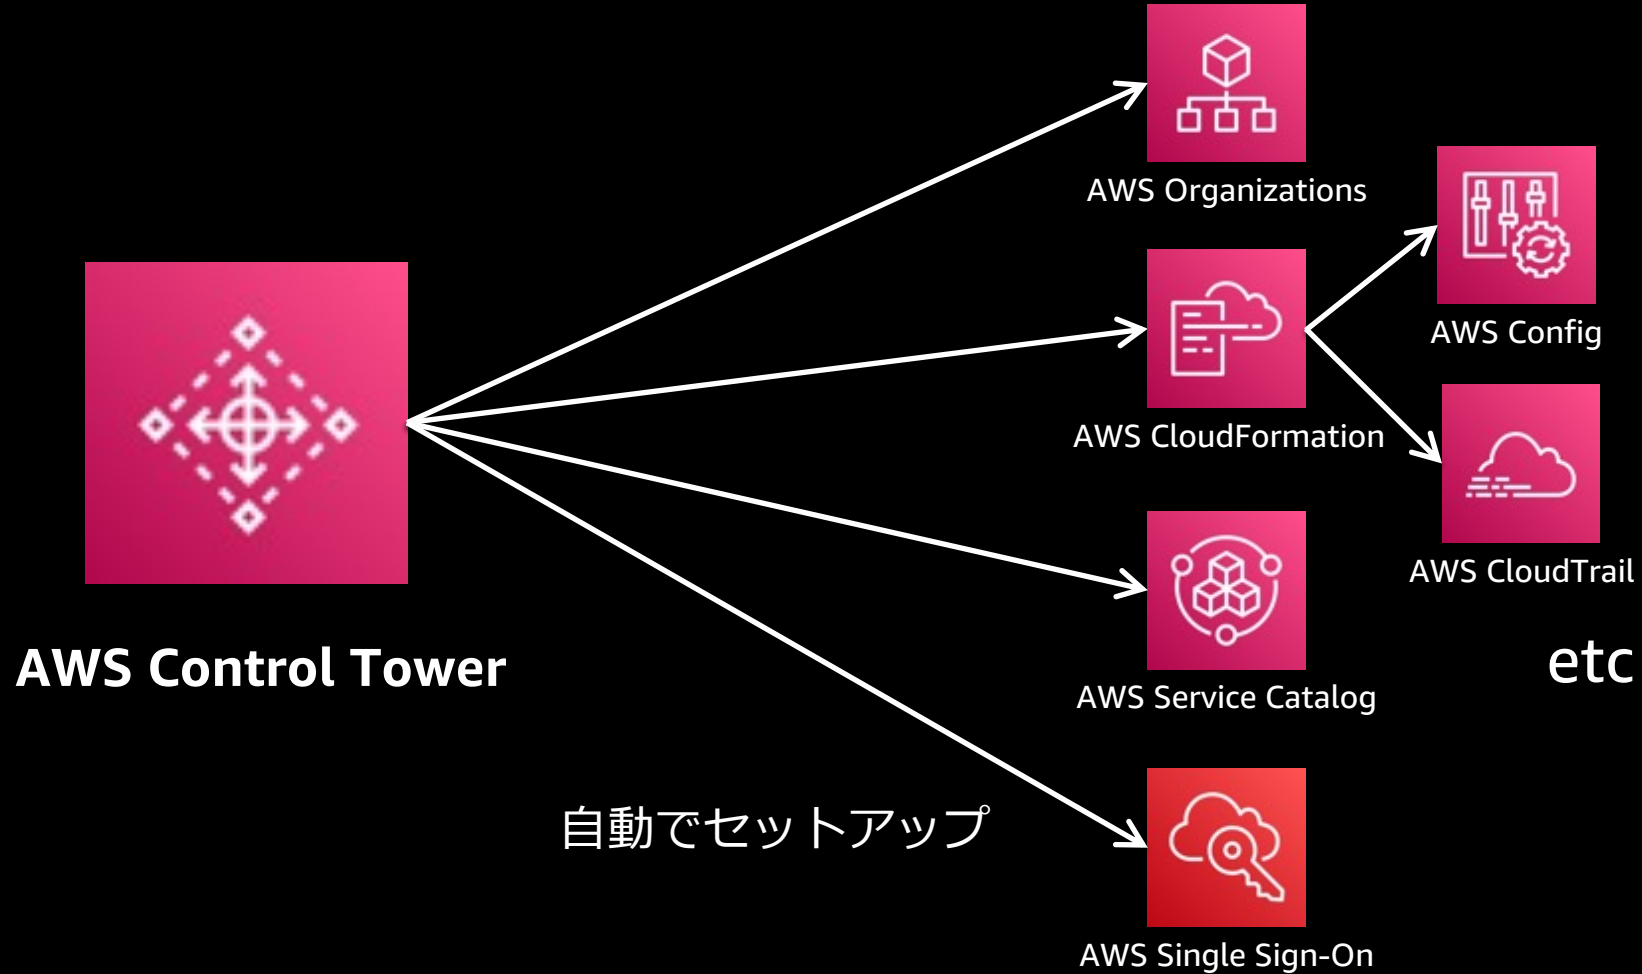 AWS Organizations
AWS Config
AWS CloudFormation
AWS CloudTrail
AWS Control Tower
etc
AWS Service Catalog
自動でセットアップ
AWS Single Sign-On